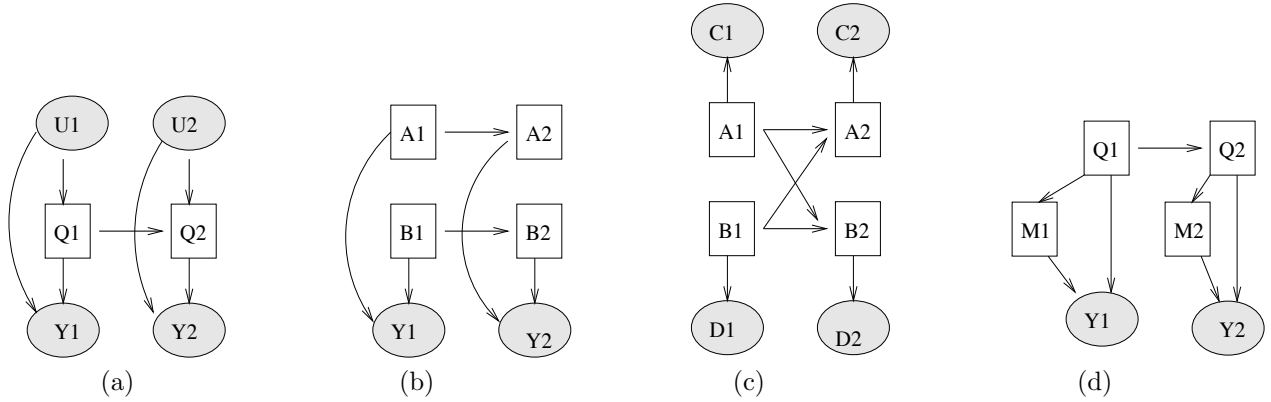 U1 U2
Q1 Q2
Y1 Y2
(a)
A1 A2
B1 B2
Y1 Y2
(b)
C1 C2
A1 A2
B1 B2
D1 D2
(c)
Q1 Q2
M1 M2
Y1 Y2
(d)